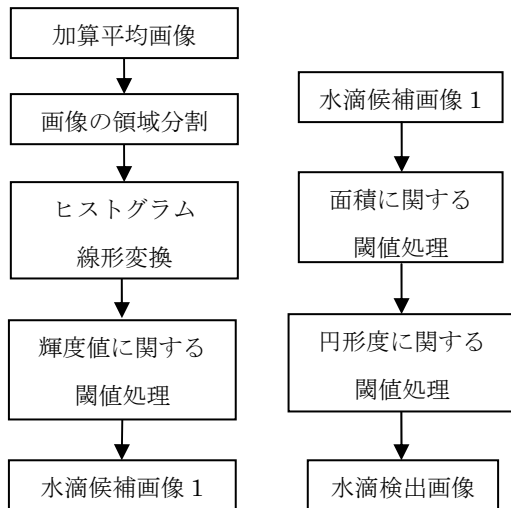 加算平均画像
画像の領域分割
ヒストグラム
線形変換
輝度値に関する
閾値処理
水滴候補画像 1
水滴候補画像 1
面積に関する
閾値処理
円形度に関する
閾値処理
水滴検出画像